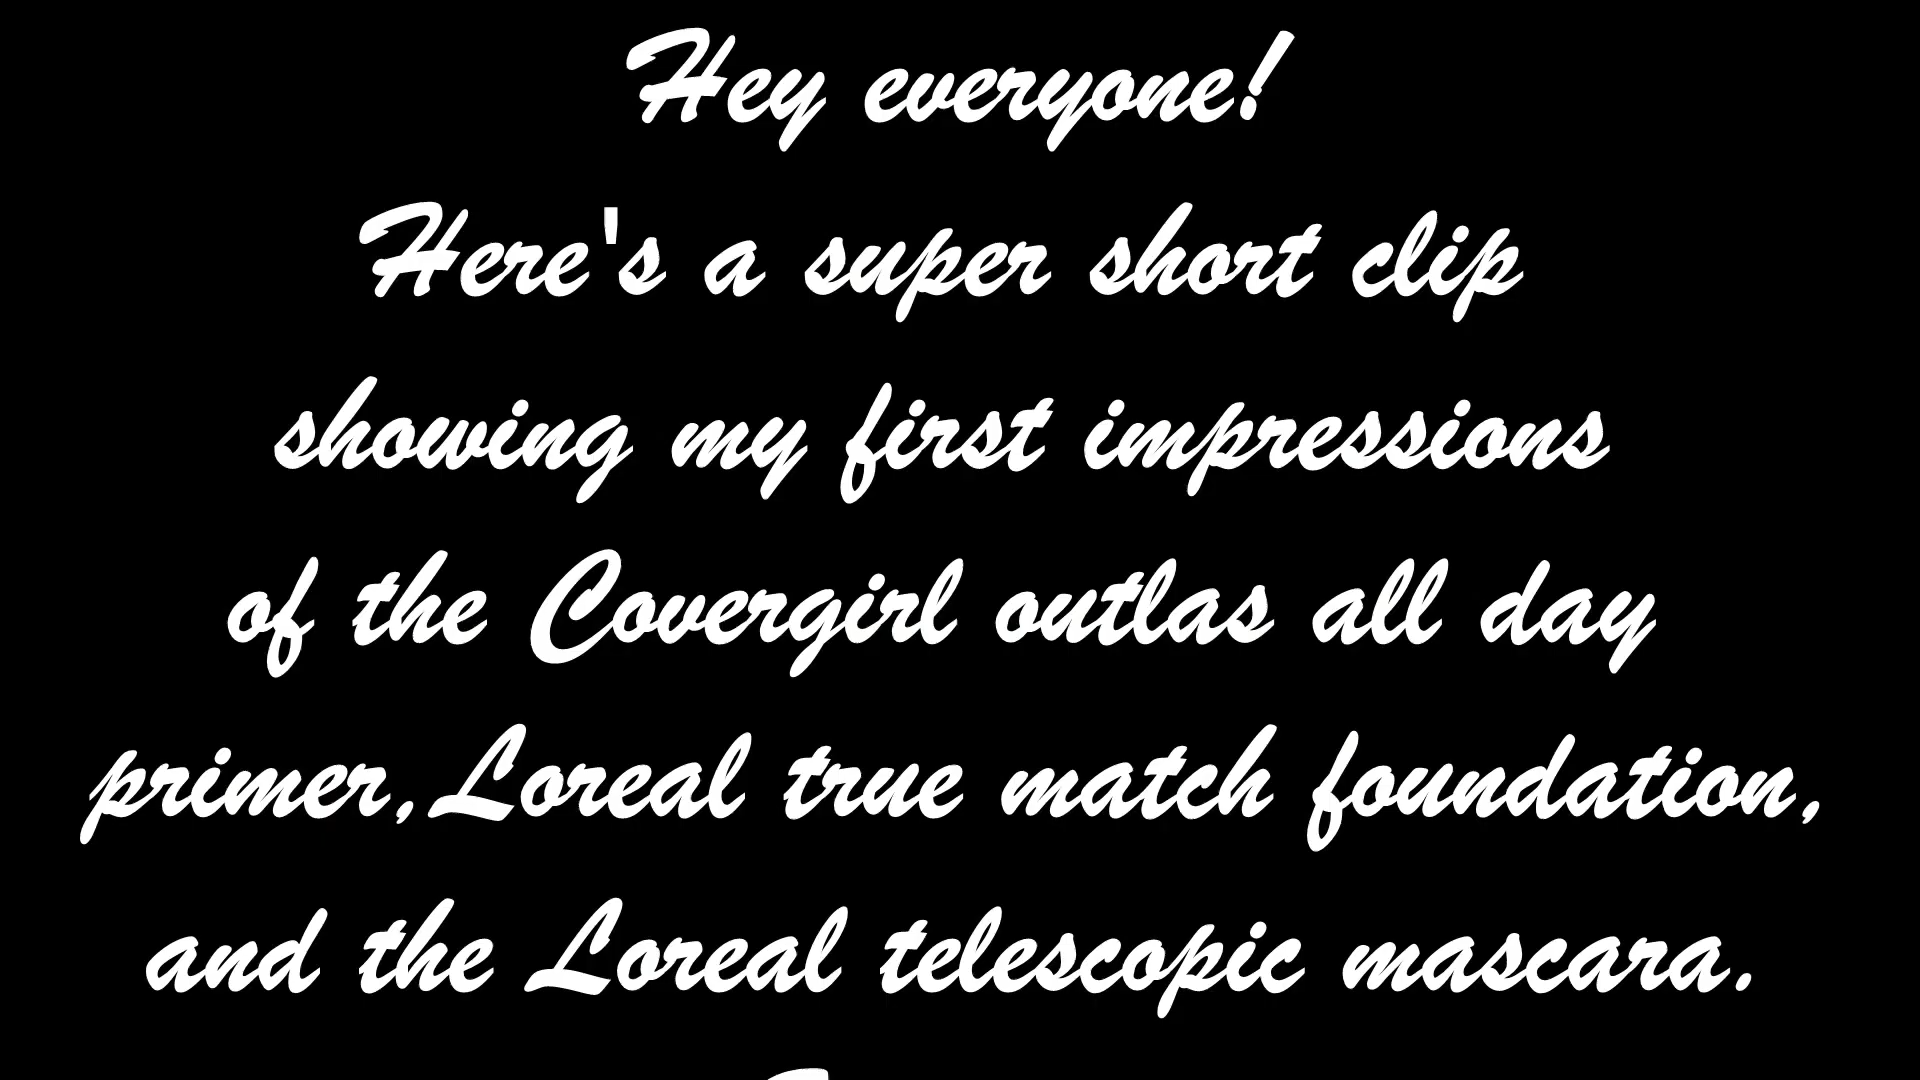 Hey everyone!
Here's a super short clip
showing my first impressions
of the Covergirl outlas all day
primer,Loreal true match foundation,
and the Loreal telescopic mascara.